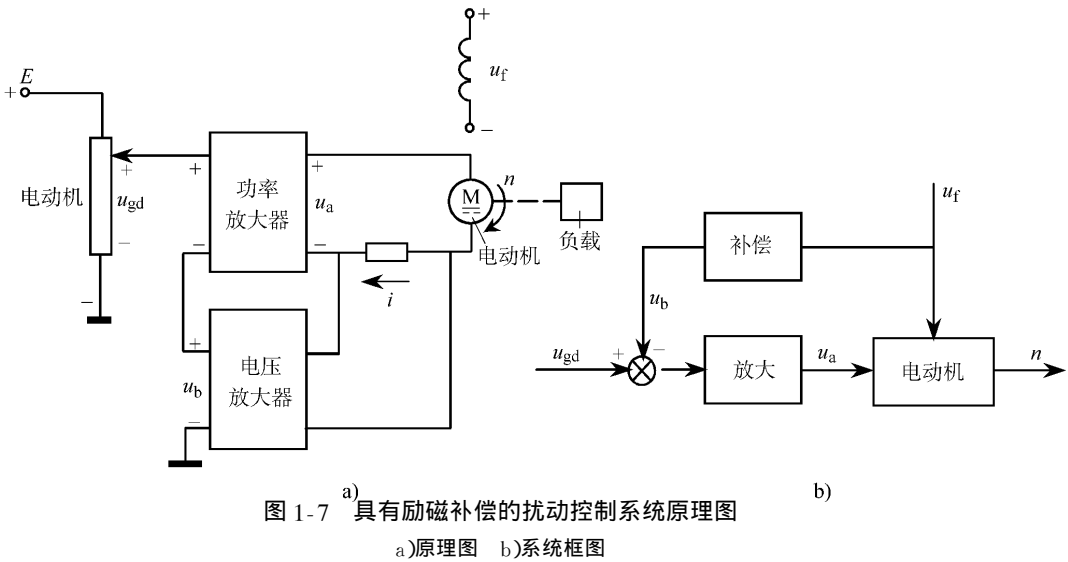 +
u_f
−
E
+
电动机
+
u_gd
−
−
+
功率
放大器
−
+
u_a
−
n
M
电动机
负载
i
+
电压
放大器
u_b
−
a)
u_f
补偿
u_b
u_gd
+
−
放大
u_a
电动机
n
b)
图 1-7 具有励磁补偿的扰动控制系统原理图
a)原理图 b)系统框图